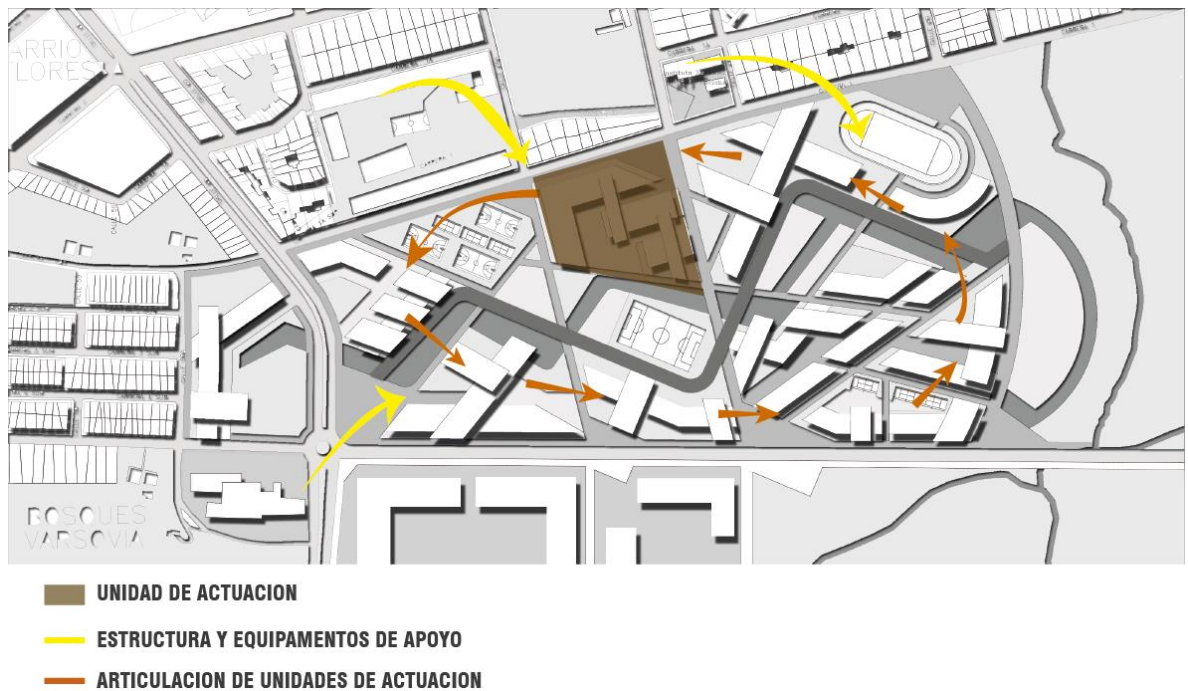 ARRIO
LORES
BOSQUES
VARSOVIA
UNIDAD DE ACTUACION
ESTRUCTURA Y EQUIPAMENTOS DE APOYO
ARTICULACION DE UNIDADES DE ACTUACION